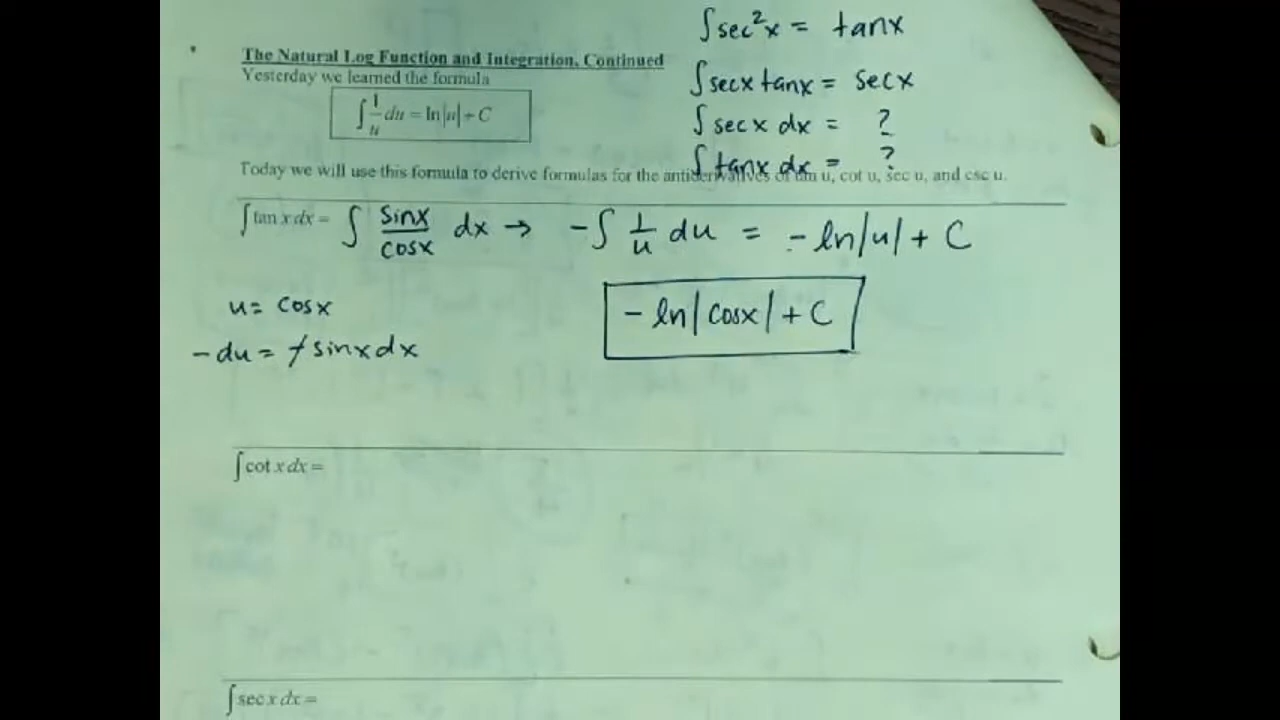 ∫sec²x = tanx
The Natural Log Function and Integration, Continued
Yesterday we learned the formula
∫secx tanx = secx
∫ 1/u du = ln|u| + C
∫ secx dx = ?
∫ tanx dx = ?
Today we will use this formula to derive formulas for the antiderivatives of tan u, cot u, sec u, and csc u.
∫ tan x dx = ∫ sinx/cosx dx → -∫ 1/u du = -ln|u| + C
u = cosx
-ln|cosx| + C
-du = -sinx dx
∫ cot x dx =
∫ sec x dx =